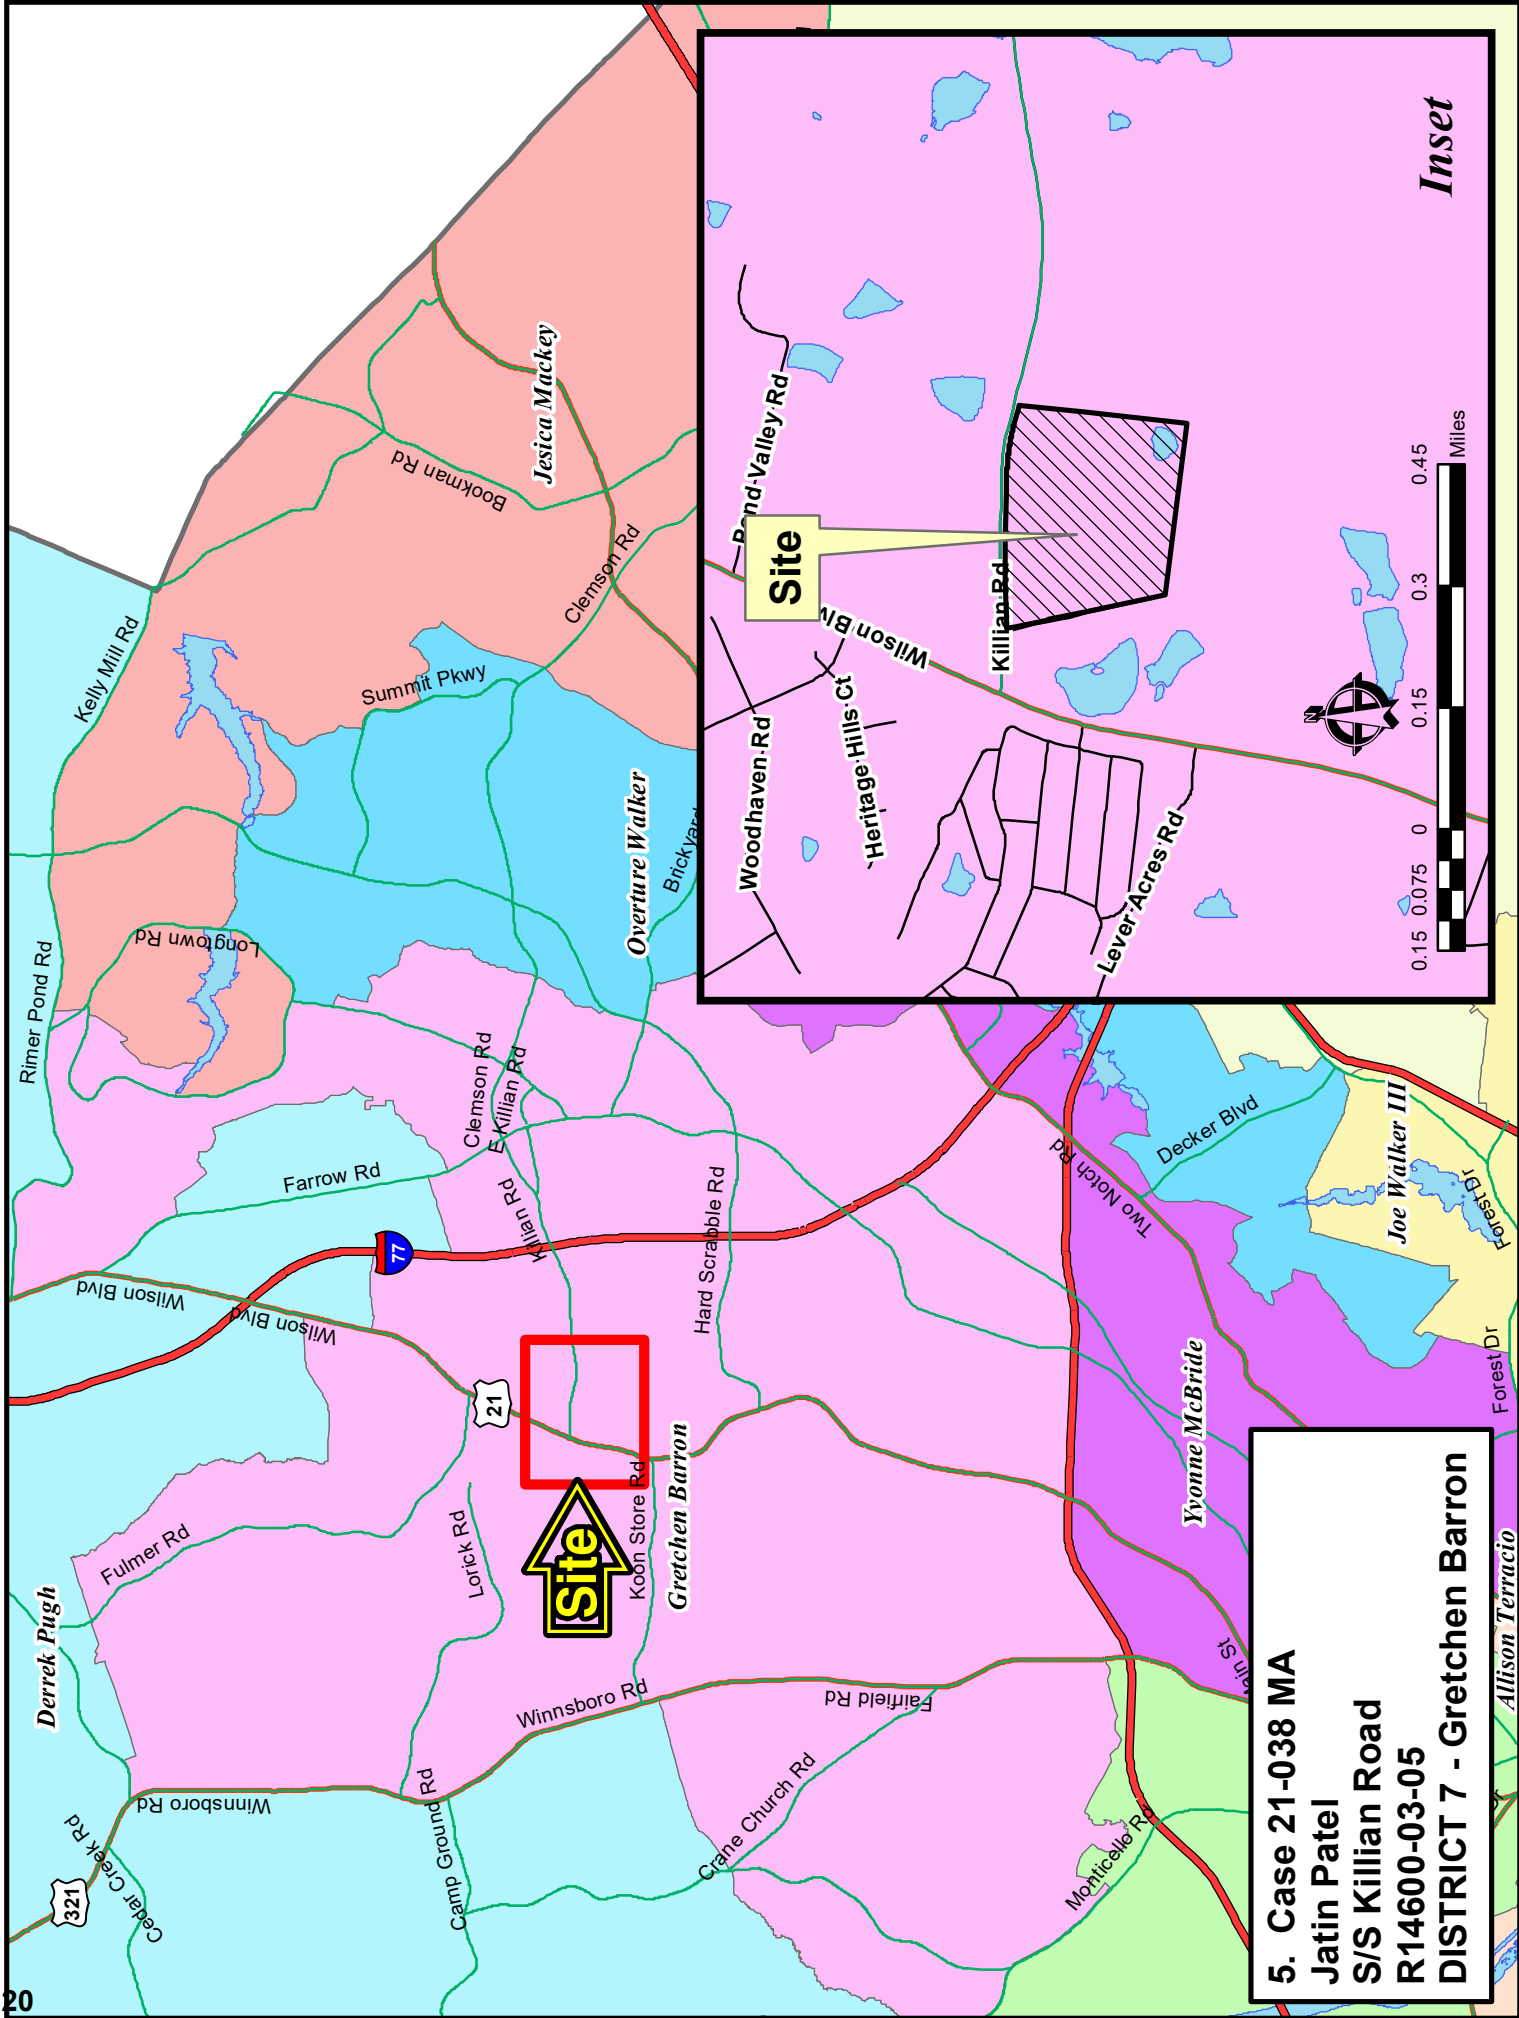 20
Derrek Pugh
321
Cedar Creek Rd
Winnsboro Rd
Fulmer Rd
Camp Ground Rd
Winnsboro Rd
Lorick Rd
Site
Koon Store Rd
Gretchen Barron
21
Wilson Blvd
Wilson Blvd
77
Farrow Rd
Rimer Pond Rd
Longtown Rd
Kelly Mill Rd
Summit Pkwy
Clemson Rd
E Killian Rd
Killian Rd
Hard Scrabble Rd
Overture Walker
Brickyard
Clemson Rd
Bookman Rd
Jesica Mackey
Fairfield Rd
Crane Church Rd
Monticello Rd
Main St
Yvonne McBride
Two Notch Rd
Decker Blvd
Joe Walker III
Forest Dr
Forest Dr
Allison Terracio
Dr
Inset
Pond Valley Rd
Site
Wilson Blv
Killian Rd
Woodhaven Rd
Heritage Hills Ct
Lever Acres Rd
N
0.15 0.075 0 0.15 0.3 0.45
Miles
5. Case 21-038 MA
Jatin Patel
S/S Killian Road
R14600-03-05
DISTRICT 7 - Gretchen Barron